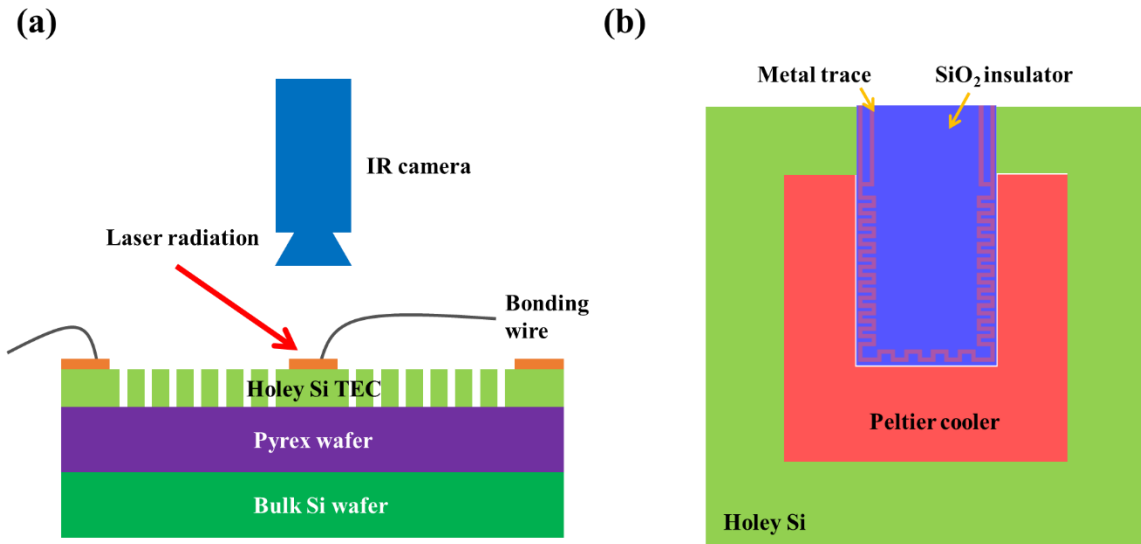 (a)
IR camera
Laser radiation
Bonding
wire
Holey Si TEC
Pyrex wafer
Bulk Si wafer
(b)
Metal trace
SiO₂ insulator
Peltier cooler
Holey Si